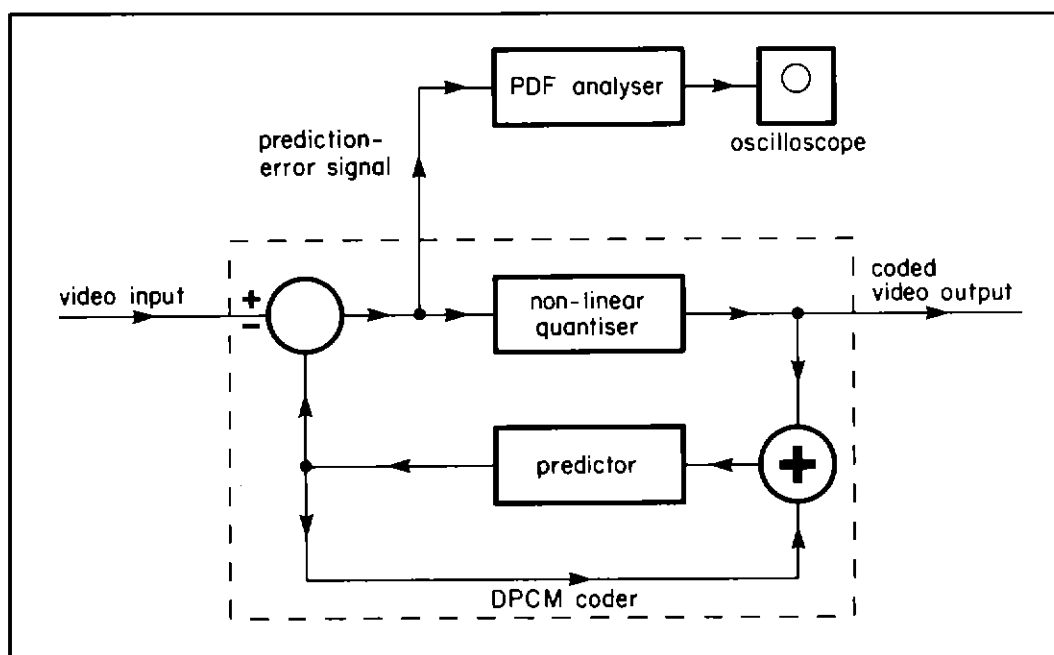 PDF analyser
oscilloscope
prediction-
error signal
video input
+
−
non-linear
quantiser
coded
video output
predictor
+
DPCM coder